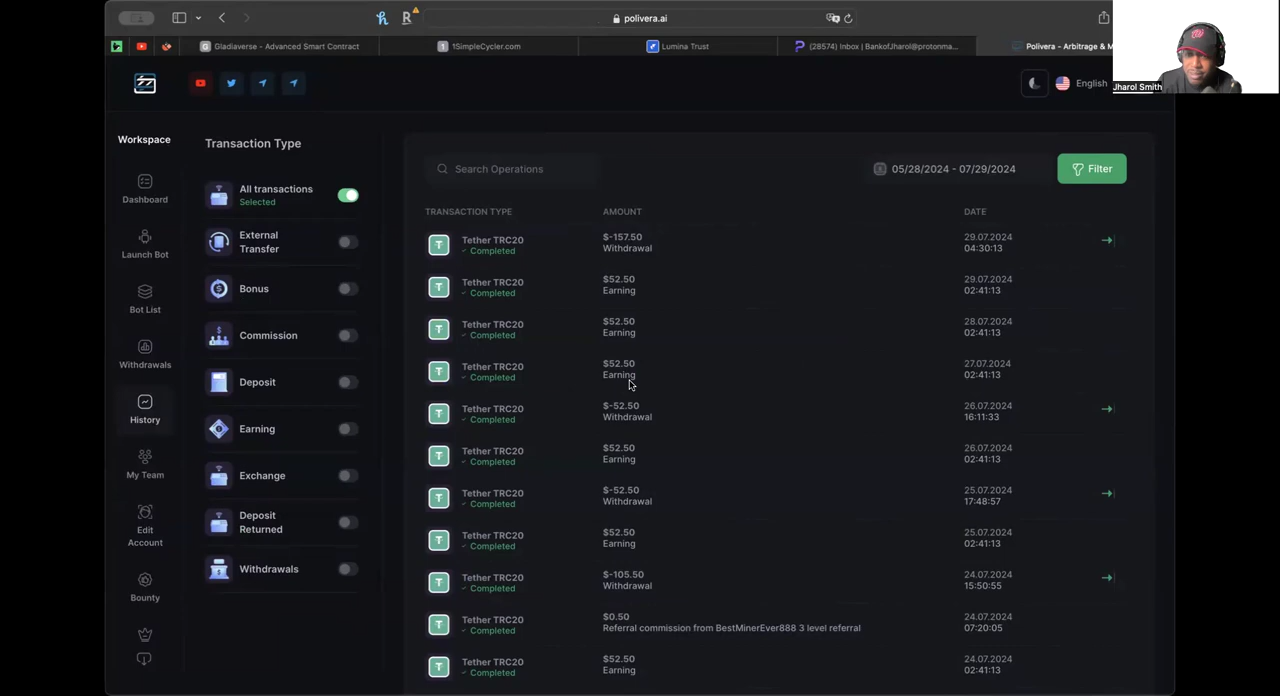 polivera.ai
Gladiaverse - Advanced Smart Contract
1SimpleCycler.com
Lumina Trust
(28574) Inbox | BankofJharol@protonma...
Polivera - Arbitrage & M
Jharol Smith
English
Workspace
Dashboard
Launch Bot
Bot List
Withdrawals
History
My Team
Edit
Account
Bounty
Transaction Type
All transactions
Selected
External
Transfer
Bonus
Commission
Deposit
Earning
Exchange
Deposit
Returned
Withdrawals
Search Operations
05/28/2024 - 07/29/2024
Filter
TRANSACTION TYPE AMOUNT DATE
Tether TRC20 $-157.50 29.07.2024
Completed Withdrawal 04:30:13
Tether TRC20 $52.50 29.07.2024
Completed Earning 02:41:13
Tether TRC20 $52.50 28.07.2024
Completed Earning 02:41:13
Tether TRC20 $52.50 27.07.2024
Completed Earning 02:41:13
Tether TRC20 $-52.50 26.07.2024
Completed Withdrawal 16:11:33
Tether TRC20 $52.50 26.07.2024
Completed Earning 02:41:13
Tether TRC20 $-52.50 25.07.2024
Completed Withdrawal 17:48:57
Tether TRC20 $52.50 25.07.2024
Completed Earning 02:41:13
Tether TRC20 $-105.50 24.07.2024
Completed Withdrawal 15:50:55
Tether TRC20 $0.50 24.07.2024
Completed Referral commission from BestMinerEver888 3 level referral 07:20:05
Tether TRC20 $52.50 24.07.2024
Completed Earning 02:41:13